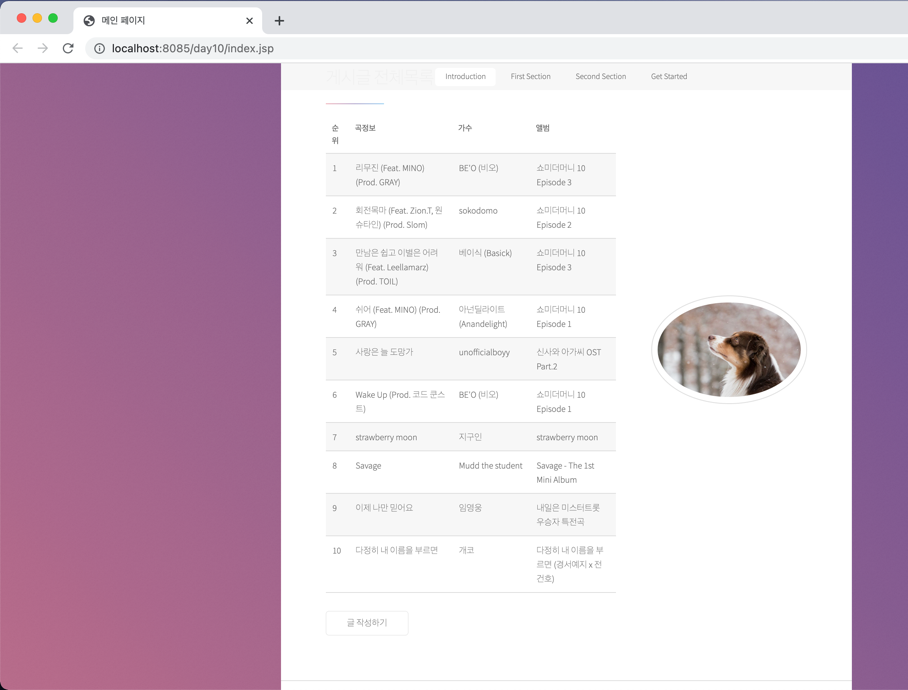 메인 페이지
localhost:8085/day10/index.jsp
게시물 전체목록
Introduction First Section Second Section Get Started
순위 곡정보 가수 앨범
1 리무진 (Feat. MINO) (Prod. GRAY) BE'O (비오) 쇼미더머니 10 Episode 3
2 회전목마 (Feat. Zion.T, 원슈타인) (Prod. Slom) sokodomo 쇼미더머니 10 Episode 2
3 만남은 쉽고 이별은 어려워 (Feat. Leellamarz) (Prod. TOIL) 베이식 (Basick) 쇼미더머니 10 Episode 3
4 쉬어 (Feat. MINO) (Prod. GRAY) 아넌딜라이트 (Anandelight) 쇼미더머니 10 Episode 1
5 사랑은 늘 도망가 unofficialboyy 신사와 아가씨 OST Part.2
6 Wake Up (Prod. 코드 쿤스트) BE'O (비오) 쇼미더머니 10 Episode 1
7 strawberry moon 지구인 strawberry moon
8 Savage Mudd the student Savage - The 1st Mini Album
9 이제 나만 믿어요 임영웅 내일은 미스터트롯 우승자 특전곡
10 다정히 내 이름을 부르면 개코 다정히 내 이름을 부르면 (경서예지 x 전건호)
글 작성하기